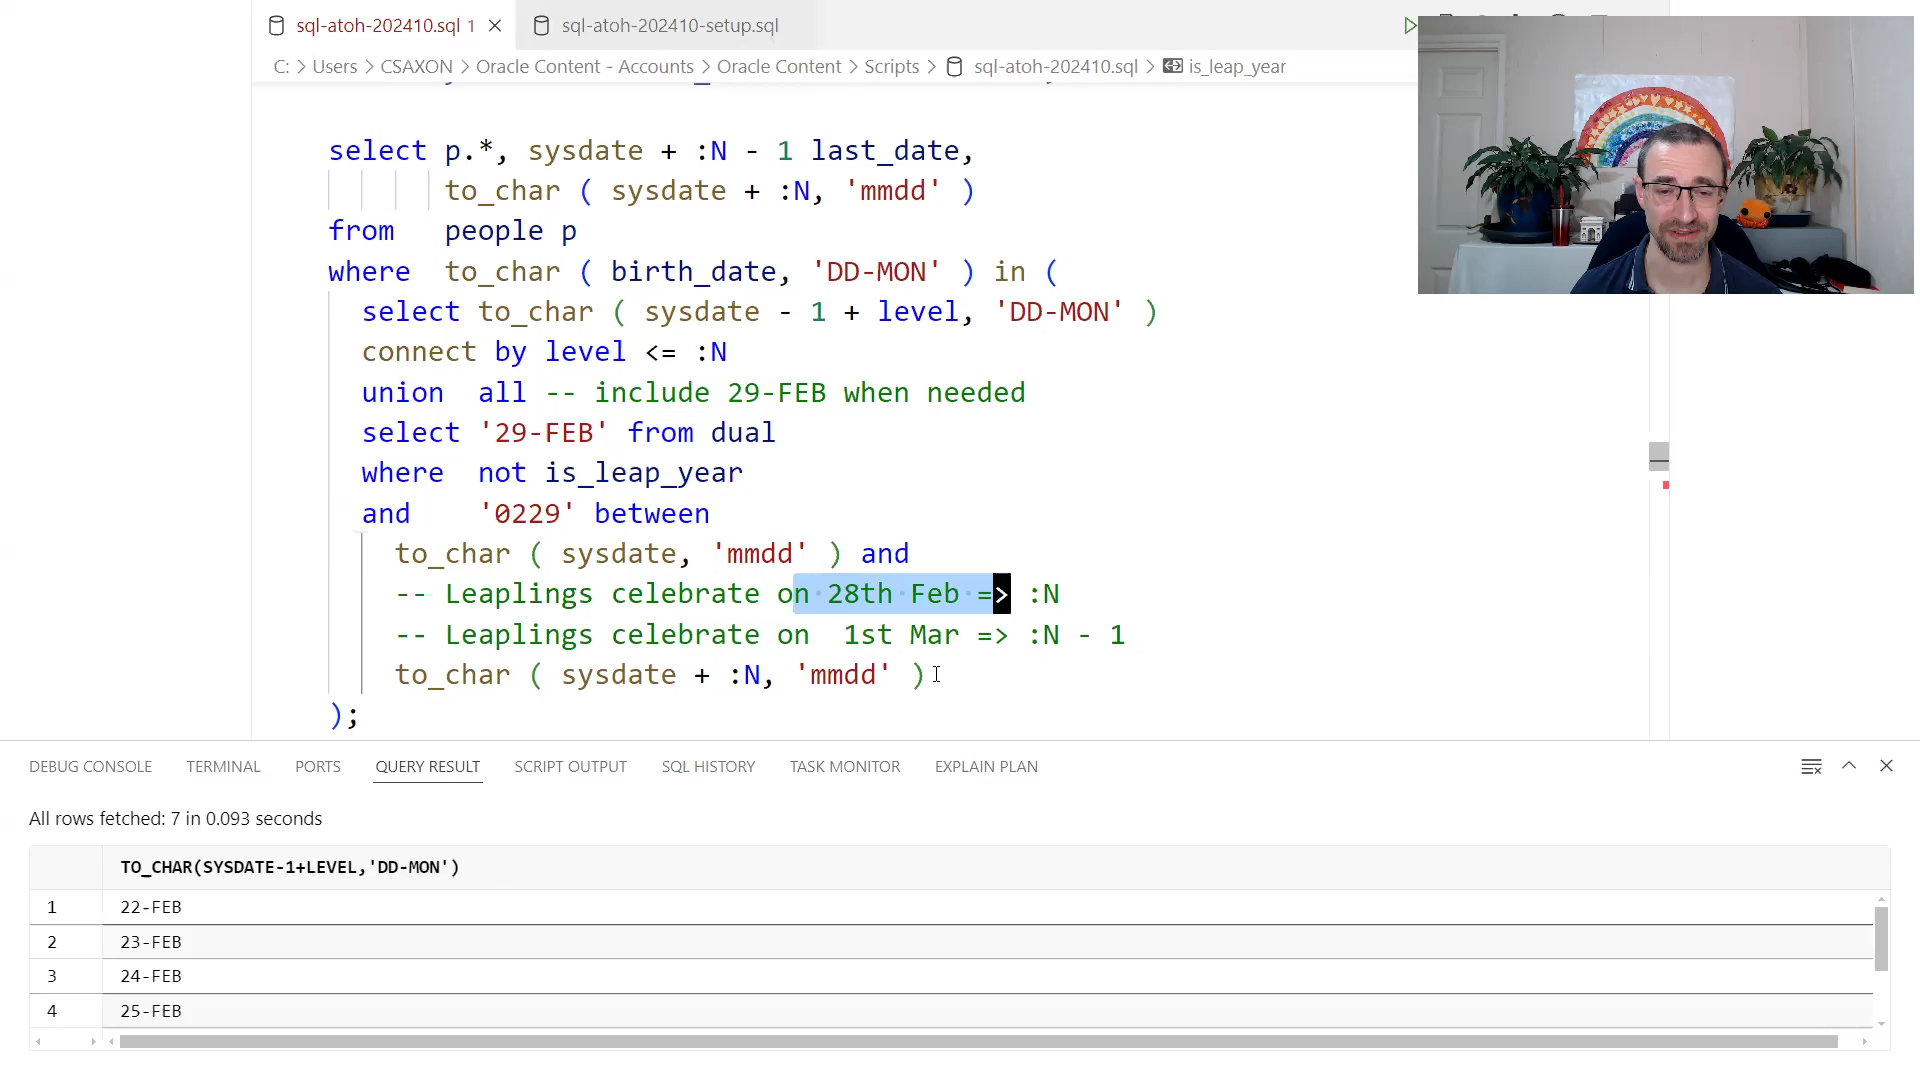 sql-atoh-202410.sql 1
sql-atoh-202410-setup.sql
C: > Users > CSAXON > Oracle Content - Accounts > Oracle Content > Scripts > sql-atoh-202410.sql > is_leap_year
select p.*, sysdate + :N - 1 last_date,
to_char ( sysdate + :N, 'mmdd' )
from people p
where to_char ( birth_date, 'DD-MON' ) in (
select to_char ( sysdate - 1 + level, 'DD-MON' )
connect by level <= :N
union all -- include 29-FEB when needed
select '29-FEB' from dual
where not is_leap_year
and '0229' between
to_char ( sysdate, 'mmdd' ) and
-- Leaplings celebrate on 28th Feb => :N
-- Leaplings celebrate on 1st Mar => :N - 1
to_char ( sysdate + :N, 'mmdd' )
);
DEBUG CONSOLE TERMINAL PORTS QUERY RESULT SCRIPT OUTPUT SQL HISTORY TASK MONITOR EXPLAIN PLAN
All rows fetched: 7 in 0.093 seconds
TO_CHAR(SYSDATE-1+LEVEL,'DD-MON')
1 22-FEB
2 23-FEB
3 24-FEB
4 25-FEB